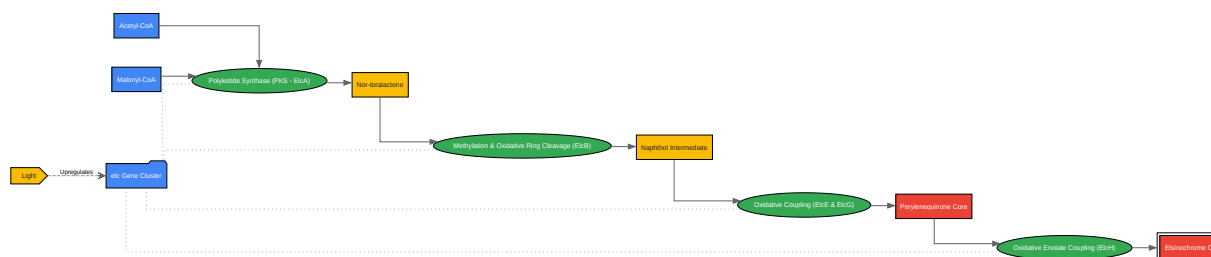 Acetyl-CoA
Malonyl-CoA
Polyketide Synthase (PKS - ElcA)
Nor-toralactone
Methylation & Oxidative Ring Cleavage (ElcB)
Naphthol Intermediate
Light
Upregulates
elc Gene Cluster
Oxidative Coupling (ElcE & ElcG)
Perylenequinone Core
Oxidative Enolate Coupling (ElcH)
Elsinochrome